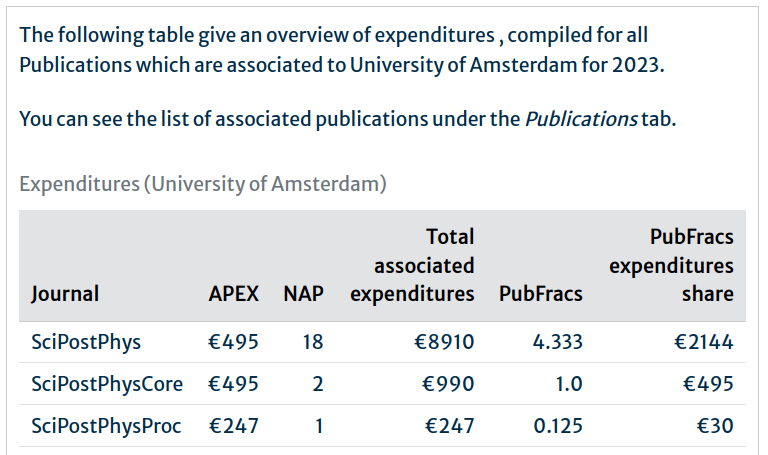 The following table give an overview of expenditures , compiled for all
Publications which are associated to University of Amsterdam for 2023.
You can see the list of associated publications under the Publications tab.
Expenditures (University of Amsterdam)
Journal APEX NAP Total associated expenditures PubFracs PubFracs expenditures share
SciPostPhys €495 18 €8910 4.333 €2144
SciPostPhysCore €495 2 €990 1.0 €495
SciPostPhysProc €247 1 €247 0.125 €30